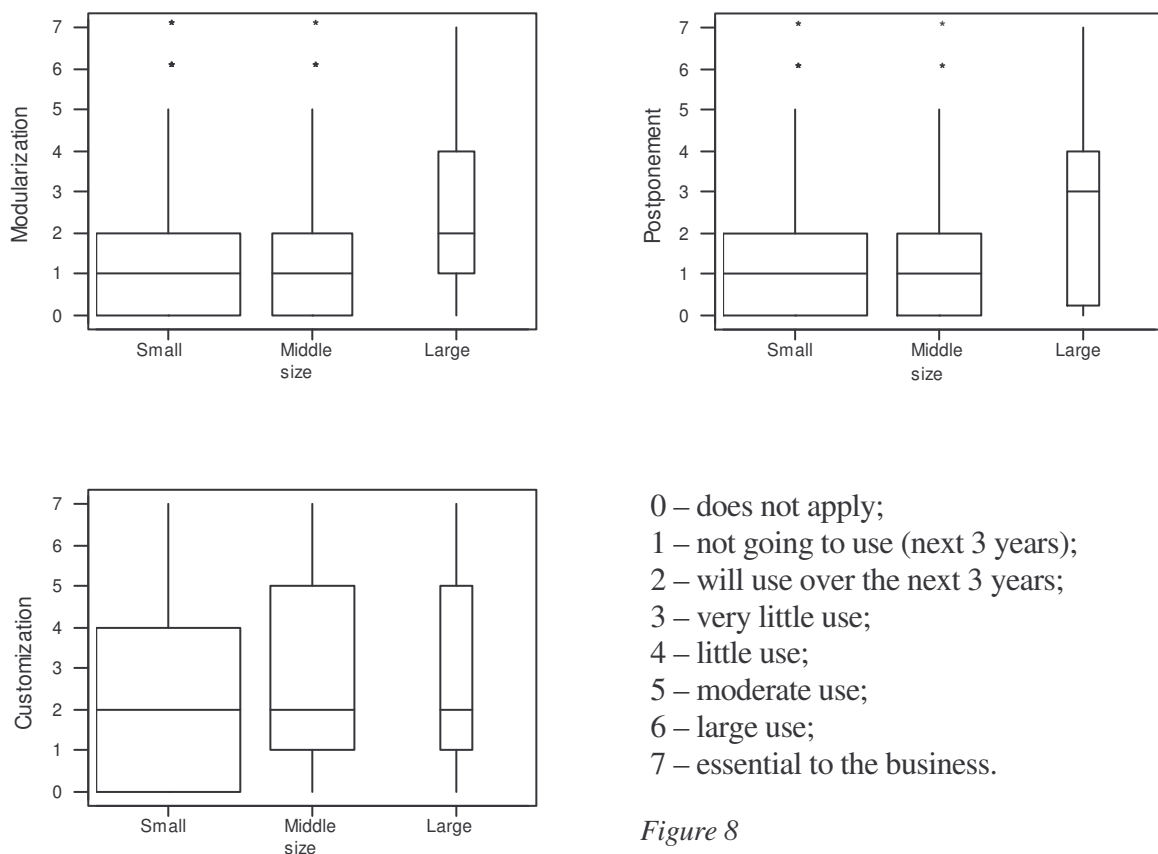 Modularization
7
6
5
4
3
2
1
0
* *
* *
Small Middle Large
size
Postponement
7
6
5
4
3
2
1
0
* *
* *
Small Middle Large
size
Customization
7
6
5
4
3
2
1
0
Small Middle Large
size
0 – does not apply;
1 – not going to use (next 3 years);
2 – will use over the next 3 years;
3 – very little use;
4 – little use;
5 – moderate use;
6 – large use;
7 – essential to the business.
Figure 8